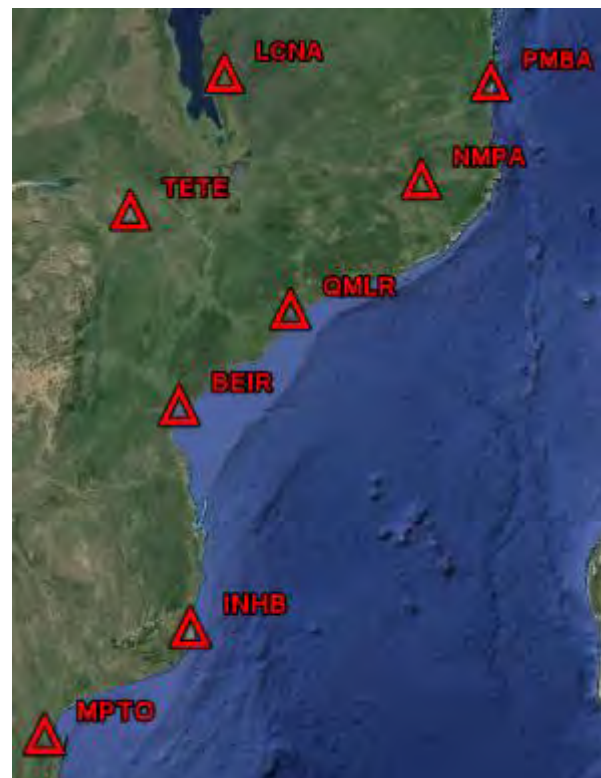 LCNA
PMBA
NMPA
TETE
QMLR
BEIR
INHB
MPTO